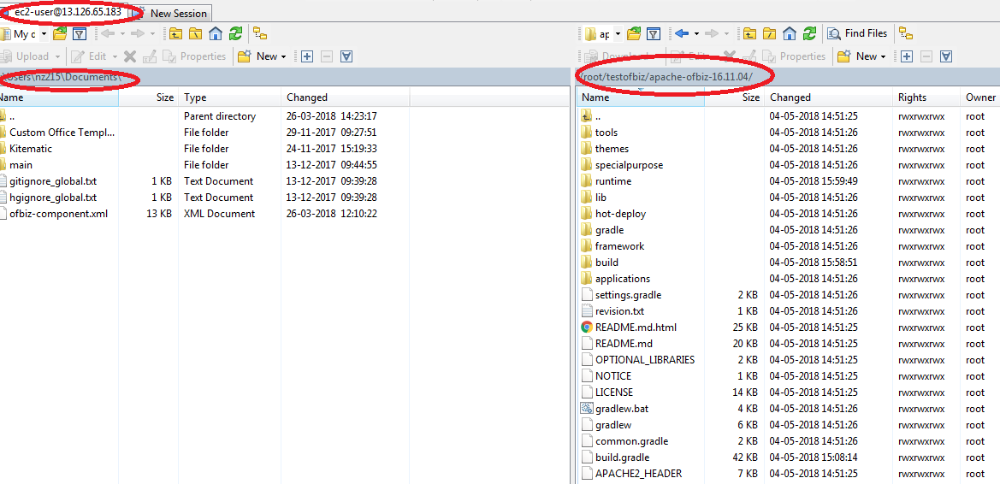 ec2-user@13.126.65.183 New Session
My d ap Find Files
Upload Edit Properties New Download Edit Properties New
\Users\nz215\Documents\ /root/testofbiz/apache-ofbiz-16.11.04/
Name Size Type Changed Name Size Changed Rights Owner
.. Parent directory 26-03-2018 14:23:17 .. 04-05-2018 14:51:25 rwxrwxrwx root
Custom Office Templ... File folder 29-11-2017 09:27:51 tools 04-05-2018 14:51:26 rwxrwxrwx root
Kitematic File folder 24-11-2017 15:19:33 themes 04-05-2018 14:51:26 rwxrwxrwx root
main File folder 13-12-2017 09:44:55 specialpurpose 04-05-2018 14:51:26 rwxrwxrwx root
gitignore_global.txt 1 KB Text Document 13-12-2017 09:39:28 runtime 04-05-2018 15:59:49 rwxrwxrwx root
hgignore_global.txt 1 KB Text Document 13-12-2017 09:39:28 lib 04-05-2018 14:51:26 rwxrwxrwx root
ofbiz-component.xml 13 KB XML Document 26-03-2018 12:10:22 hot-deploy 04-05-2018 14:51:26 rwxrwxrwx root
gradle 04-05-2018 14:51:26 rwxrwxrwx root
framework 04-05-2018 14:51:26 rwxrwxrwx root
build 04-05-2018 15:58:51 rwxrwxrwx root
applications 04-05-2018 14:51:26 rwxrwxrwx root
settings.gradle 2 KB 04-05-2018 14:51:26 rwxrwxrwx root
revision.txt 1 KB 04-05-2018 14:51:26 rwxrwxrwx root
README.md.html 25 KB 04-05-2018 14:51:25 rwxrwxrwx root
README.md 20 KB 04-05-2018 14:51:25 rwxrwxrwx root
OPTIONAL_LIBRARIES 2 KB 04-05-2018 14:51:26 rwxrwxrwx root
NOTICE 1 KB 04-05-2018 14:51:25 rwxrwxrwx root
LICENSE 14 KB 04-05-2018 14:51:25 rwxrwxrwx root
gradlew.bat 4 KB 04-05-2018 14:51:26 rwxrwxrwx root
gradlew 6 KB 04-05-2018 14:51:26 rwxrwxrwx root
common.gradle 2 KB 04-05-2018 14:51:26 rwxrwxrwx root
build.gradle 42 KB 04-05-2018 15:08:14 rwxrwxrwx root
APACHE2_HEADER 7 KB 04-05-2018 14:51:25 rwxrwxrwx root